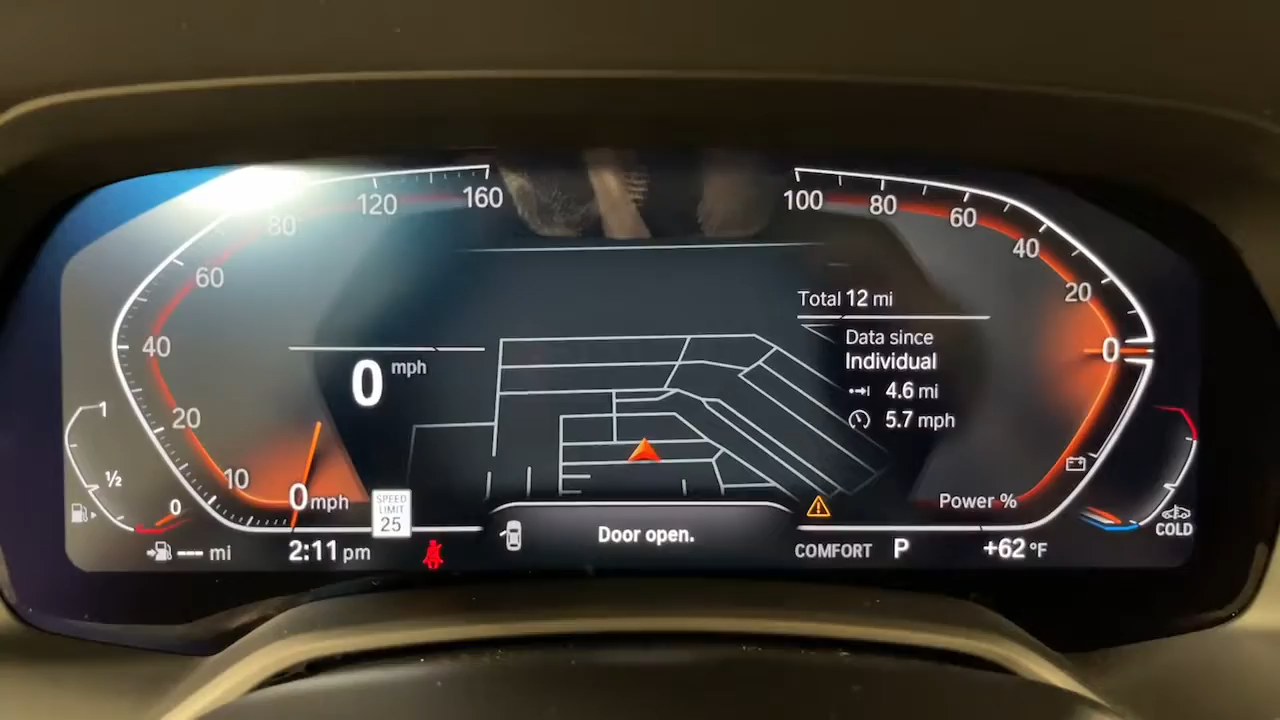 160
120
80
60
40
20
10
0 mph
1
1/2
0
--- mi
2:11 pm
0 mph
SPEED
LIMIT
25
Door open.
100
80
60
40
20
0
Total 12 mi
Data since
Individual
4.6 mi
5.7 mph
Power %
COLD
COMFORT P
+62 °F